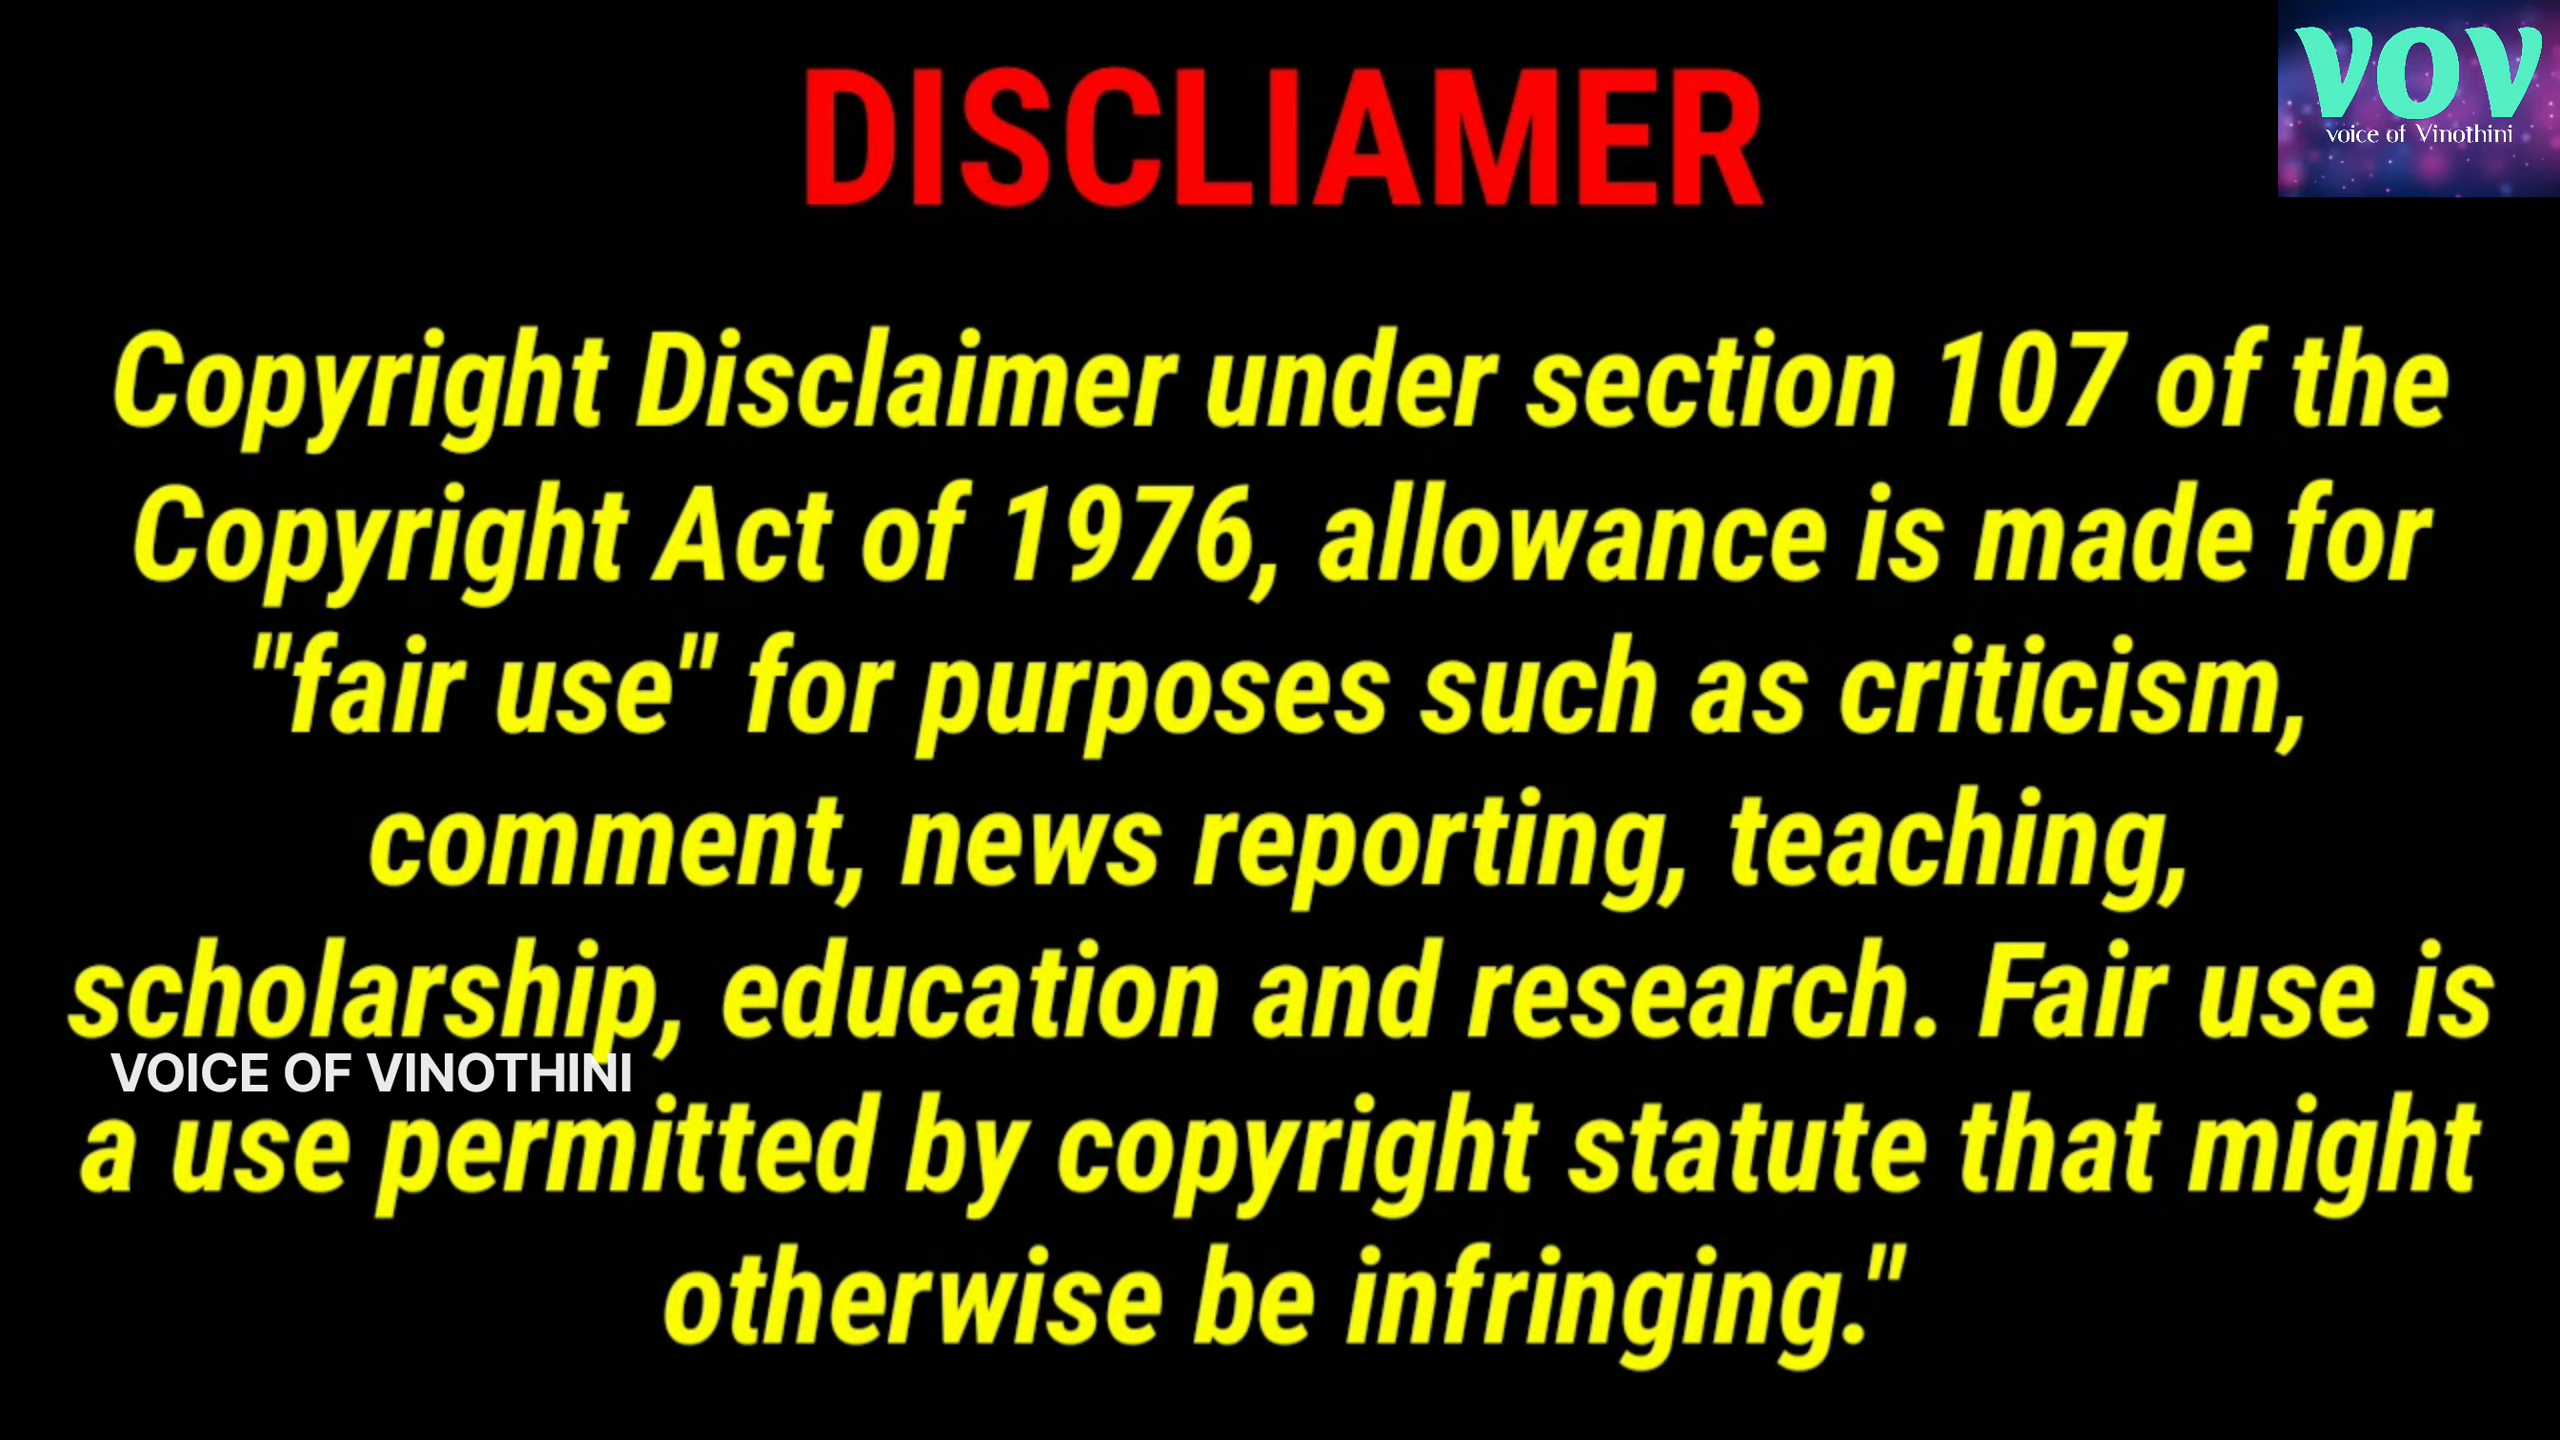 VOV
voice of Vinothini
DISCLIAMER
Copyright Disclaimer under section 107 of the
Copyright Act of 1976, allowance is made for
"fair use" for purposes such as criticism,
comment, news reporting, teaching,
scholarship, education and research. Fair use is
VOICE OF VINOTHINI
a use permitted by copyright statute that might
otherwise be infringing."